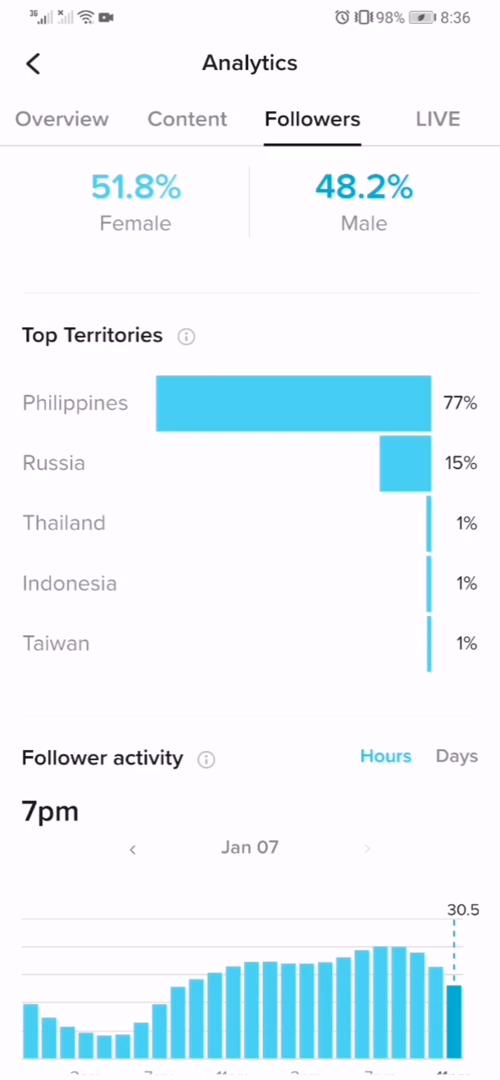 3G 98% 8:36
Analytics
Overview Content Followers LIVE
51.8% 48.2%
Female Male
Top Territories
Philippines 77%
Russia 15%
Thailand 1%
Indonesia 1%
Taiwan 1%
Follower activity Hours Days
7pm
Jan 07
30.5